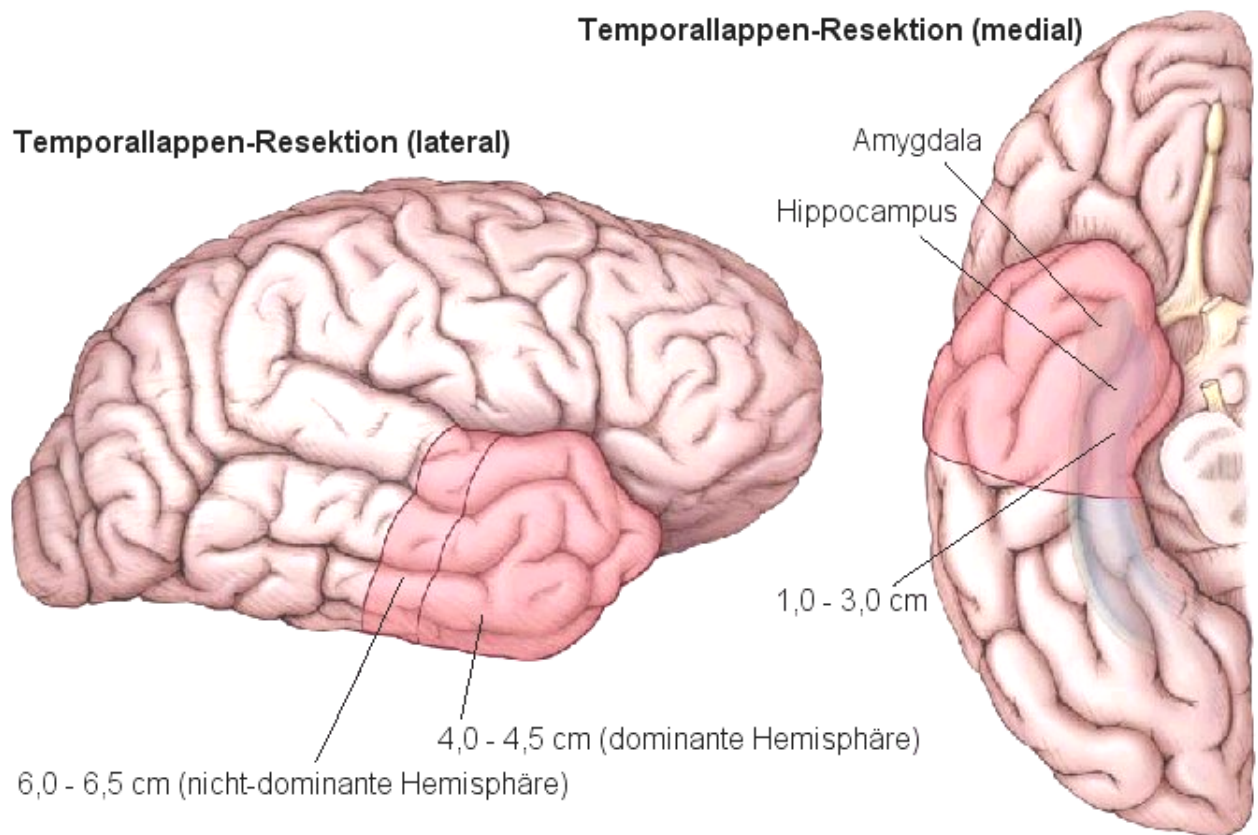 Temporallappen-Resektion (medial)
Temporallappen-Resektion (lateral)
Amygdala
Hippocampus
1,0 - 3,0 cm
4,0 - 4,5 cm (dominante Hemisphäre)
6,0 - 6,5 cm (nicht-dominante Hemisphäre)